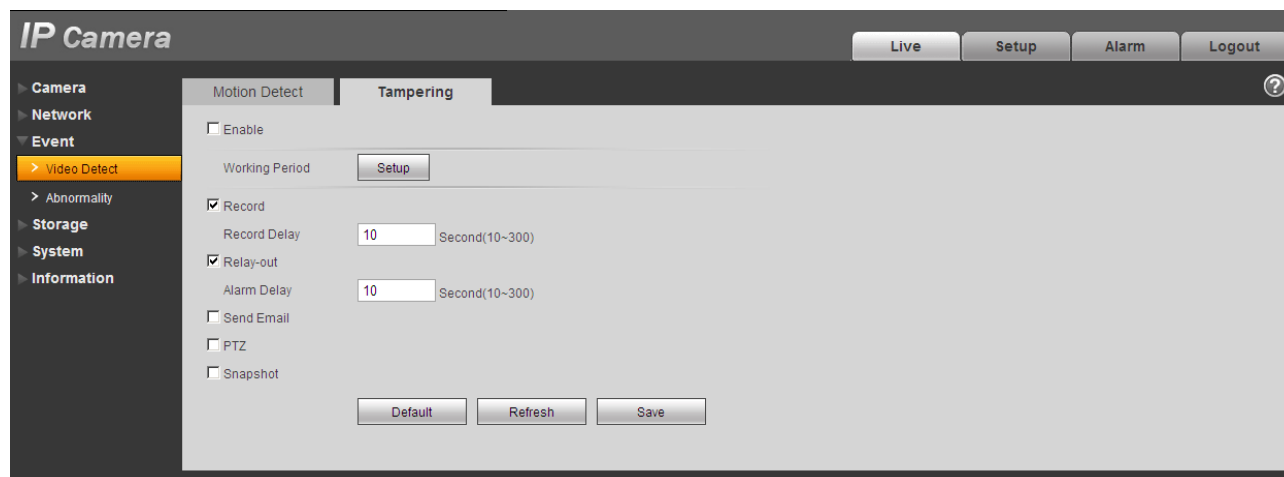 IP Camera
Live Setup Alarm Logout
Camera
Network
Event
Video Detect
Abnormality
Storage
System
Information
Motion Detect Tampering
?
Enable
Working Period Setup
Record
Record Delay 10 Second(10~300)
Relay-out
Alarm Delay 10 Second(10~300)
Send Email
PTZ
Snapshot
Default Refresh Save